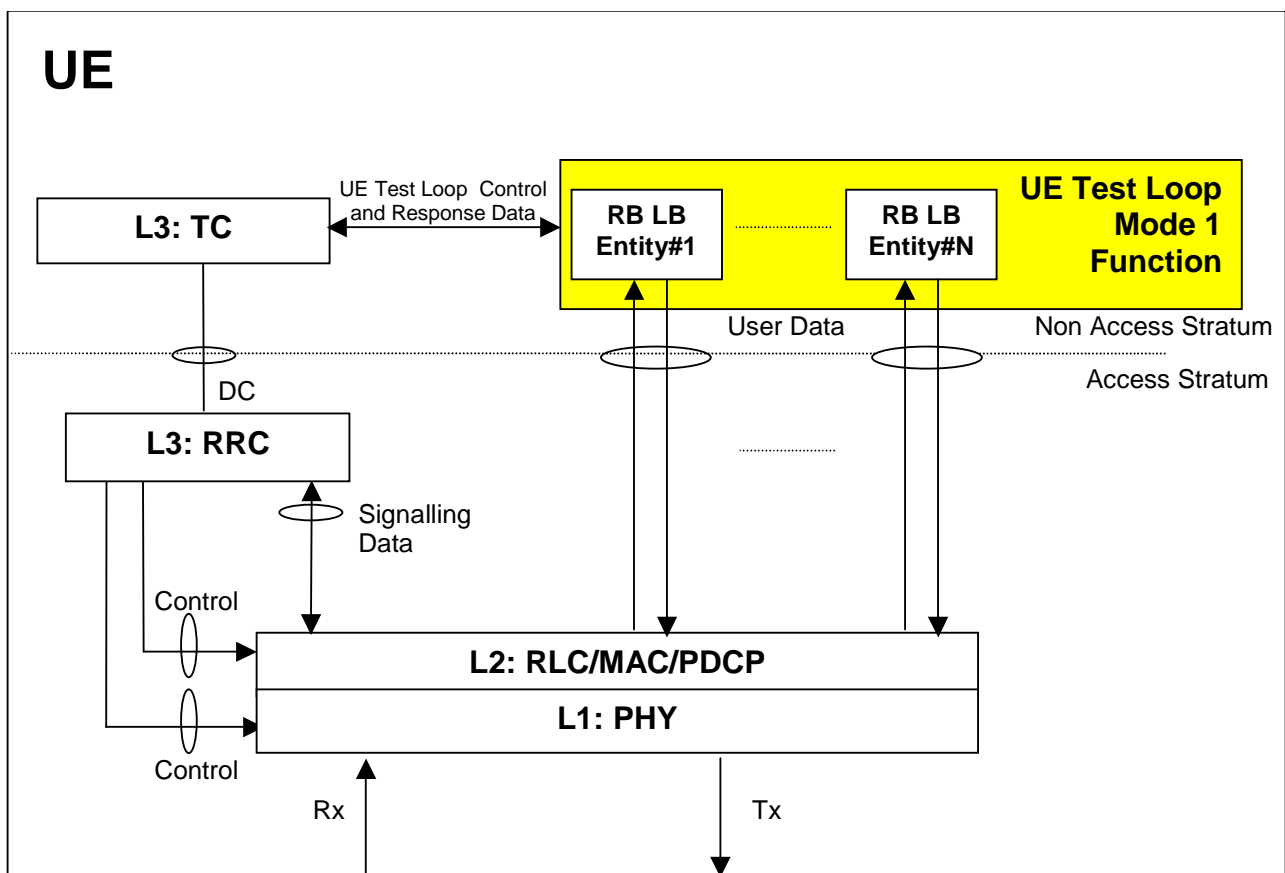 UE
UE Test Loop Control
and Response Data
L3: TC
RB LB
Entity#1
RB LB
Entity#N
UE Test Loop
Mode 1
Function
User Data
Non Access Stratum
Access Stratum
DC
L3: RRC
Signalling
Data
Control
L2: RLC/MAC/PDCP
L1: PHY
Control
Rx
Tx